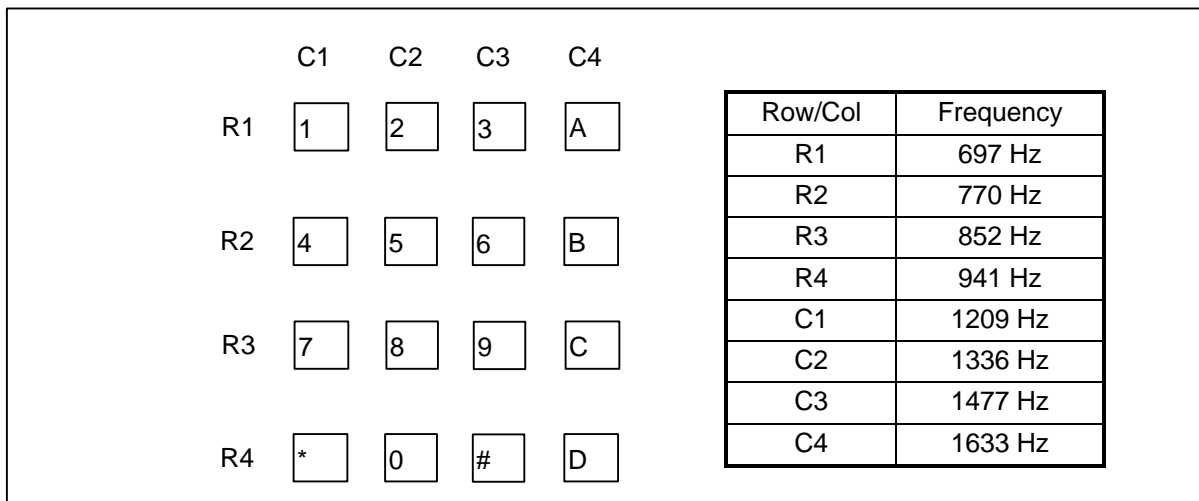 C1 C2 C3 C4
R1 1 2 3 A
R2 4 5 6 B
R3 7 8 9 C
R4 * 0 # D
Row/Col Frequency
R1 697 Hz
R2 770 Hz
R3 852 Hz
R4 941 Hz
C1 1209 Hz
C2 1336 Hz
C3 1477 Hz
C4 1633 Hz